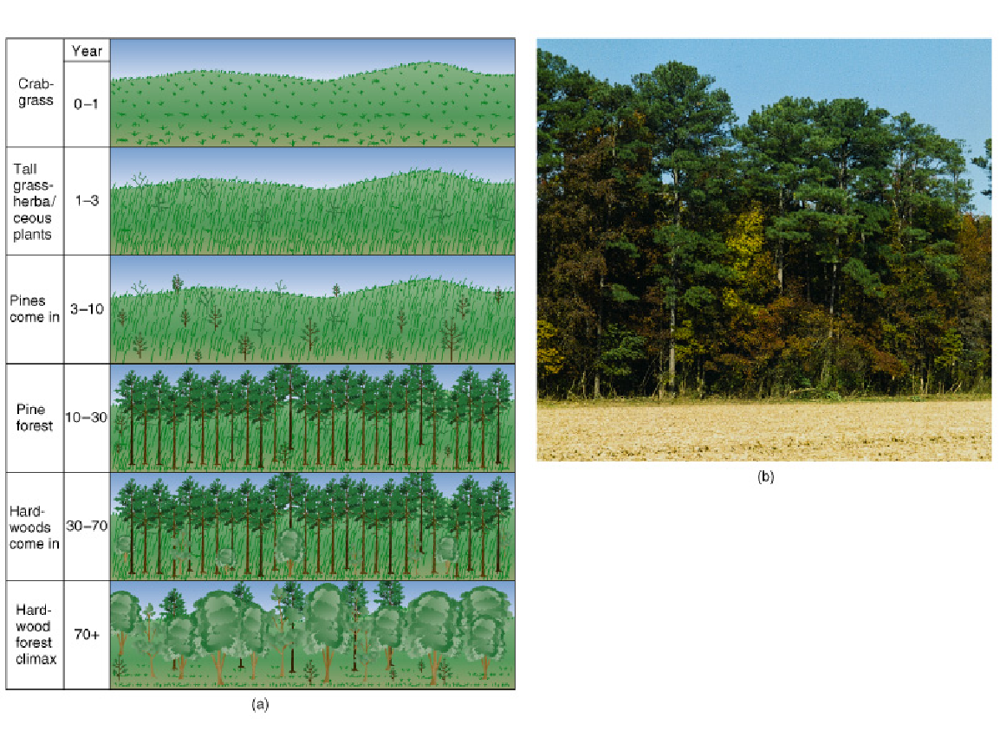 Year
Crab-
grass
0–1
Tall
grass-
herba/
ceous
plants
1–3
Pines
come in
3–10
Pine
forest
10–30
Hard-
woods
come in
30–70
Hard-
wood
forest
climax
70+
(a)
(b)